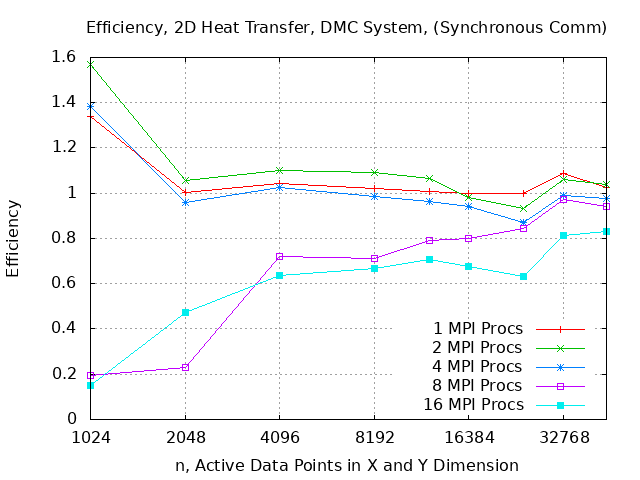 Efficiency, 2D Heat Transfer, DMC System, (Synchronous Comm)
1.6
1.4
1.2
1
0.8
0.6
0.4
0.2
0
Efficiency
1 MPI Procs
2 MPI Procs
4 MPI Procs
8 MPI Procs
16 MPI Procs
1024 2048 4096 8192 16384 32768
n, Active Data Points in X and Y Dimension